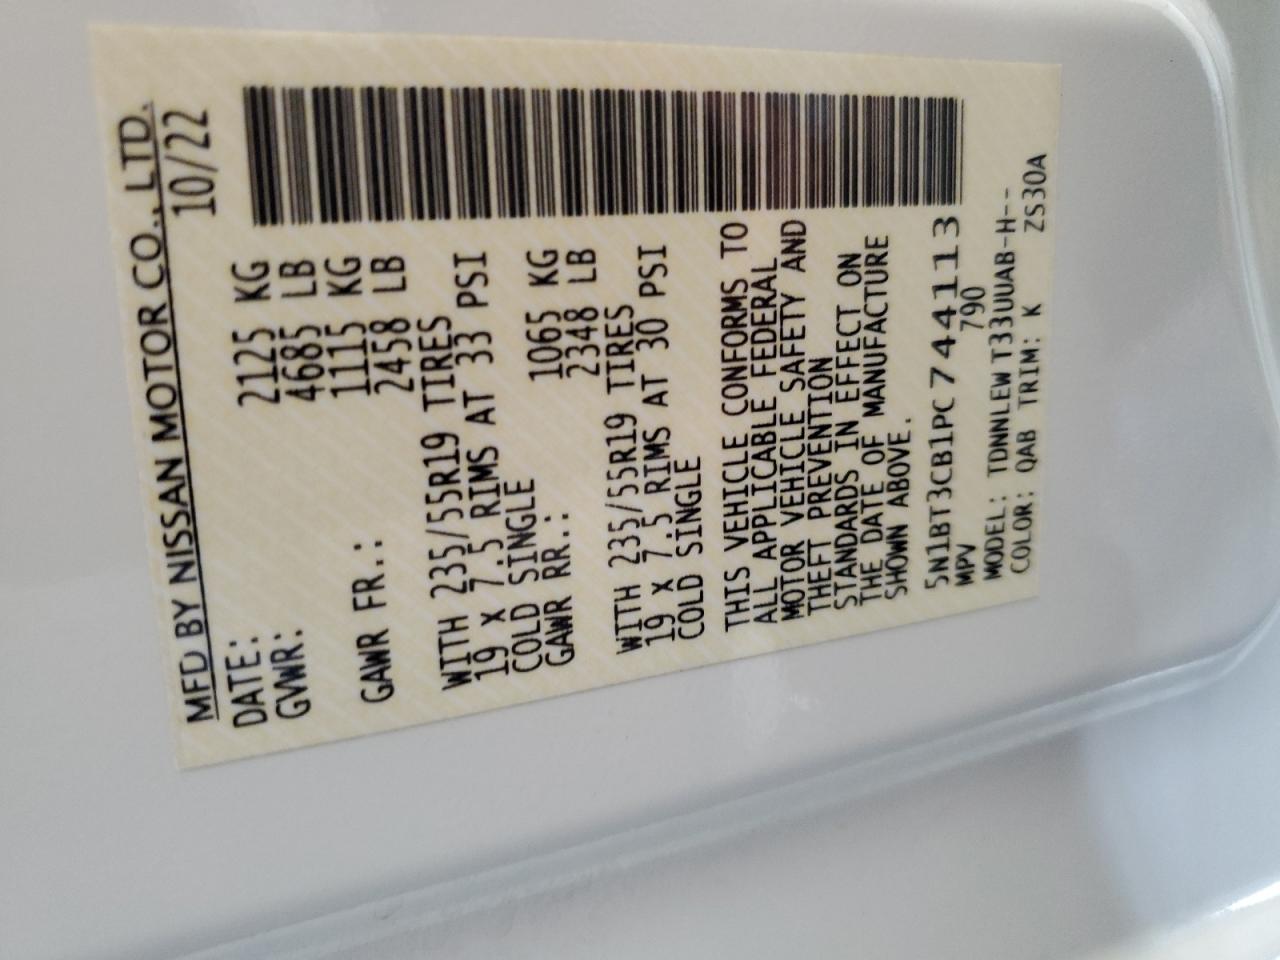 MFD BY NISSAN MOTOR CO., LTD.
DATE: 10/22
GVWR: 2125 KG
4685 LB
GAWR FR.: 1115 KG
2458 LB
WITH 235/55R19 TIRES
19 X 7.5 RIMS AT 33 PSI
COLD SINGLE
GAWR RR.: 1065 KG
2348 LB
WITH 235/55R19 TIRES
19 X 7.5 RIMS AT 30 PSI
COLD SINGLE
THIS VEHICLE CONFORMS TO
ALL APPLICABLE FEDERAL
MOTOR VEHICLE SAFETY AND
THEFT PREVENTION
STANDARDS IN EFFECT ON
THE DATE OF MANUFACTURE
SHOWN ABOVE.
5N1BT3CB1PC744113
MPV 790
MODEL: TDNNLEWT33UUAB-H--
COLOR: QAB TRIM: K ZS30A